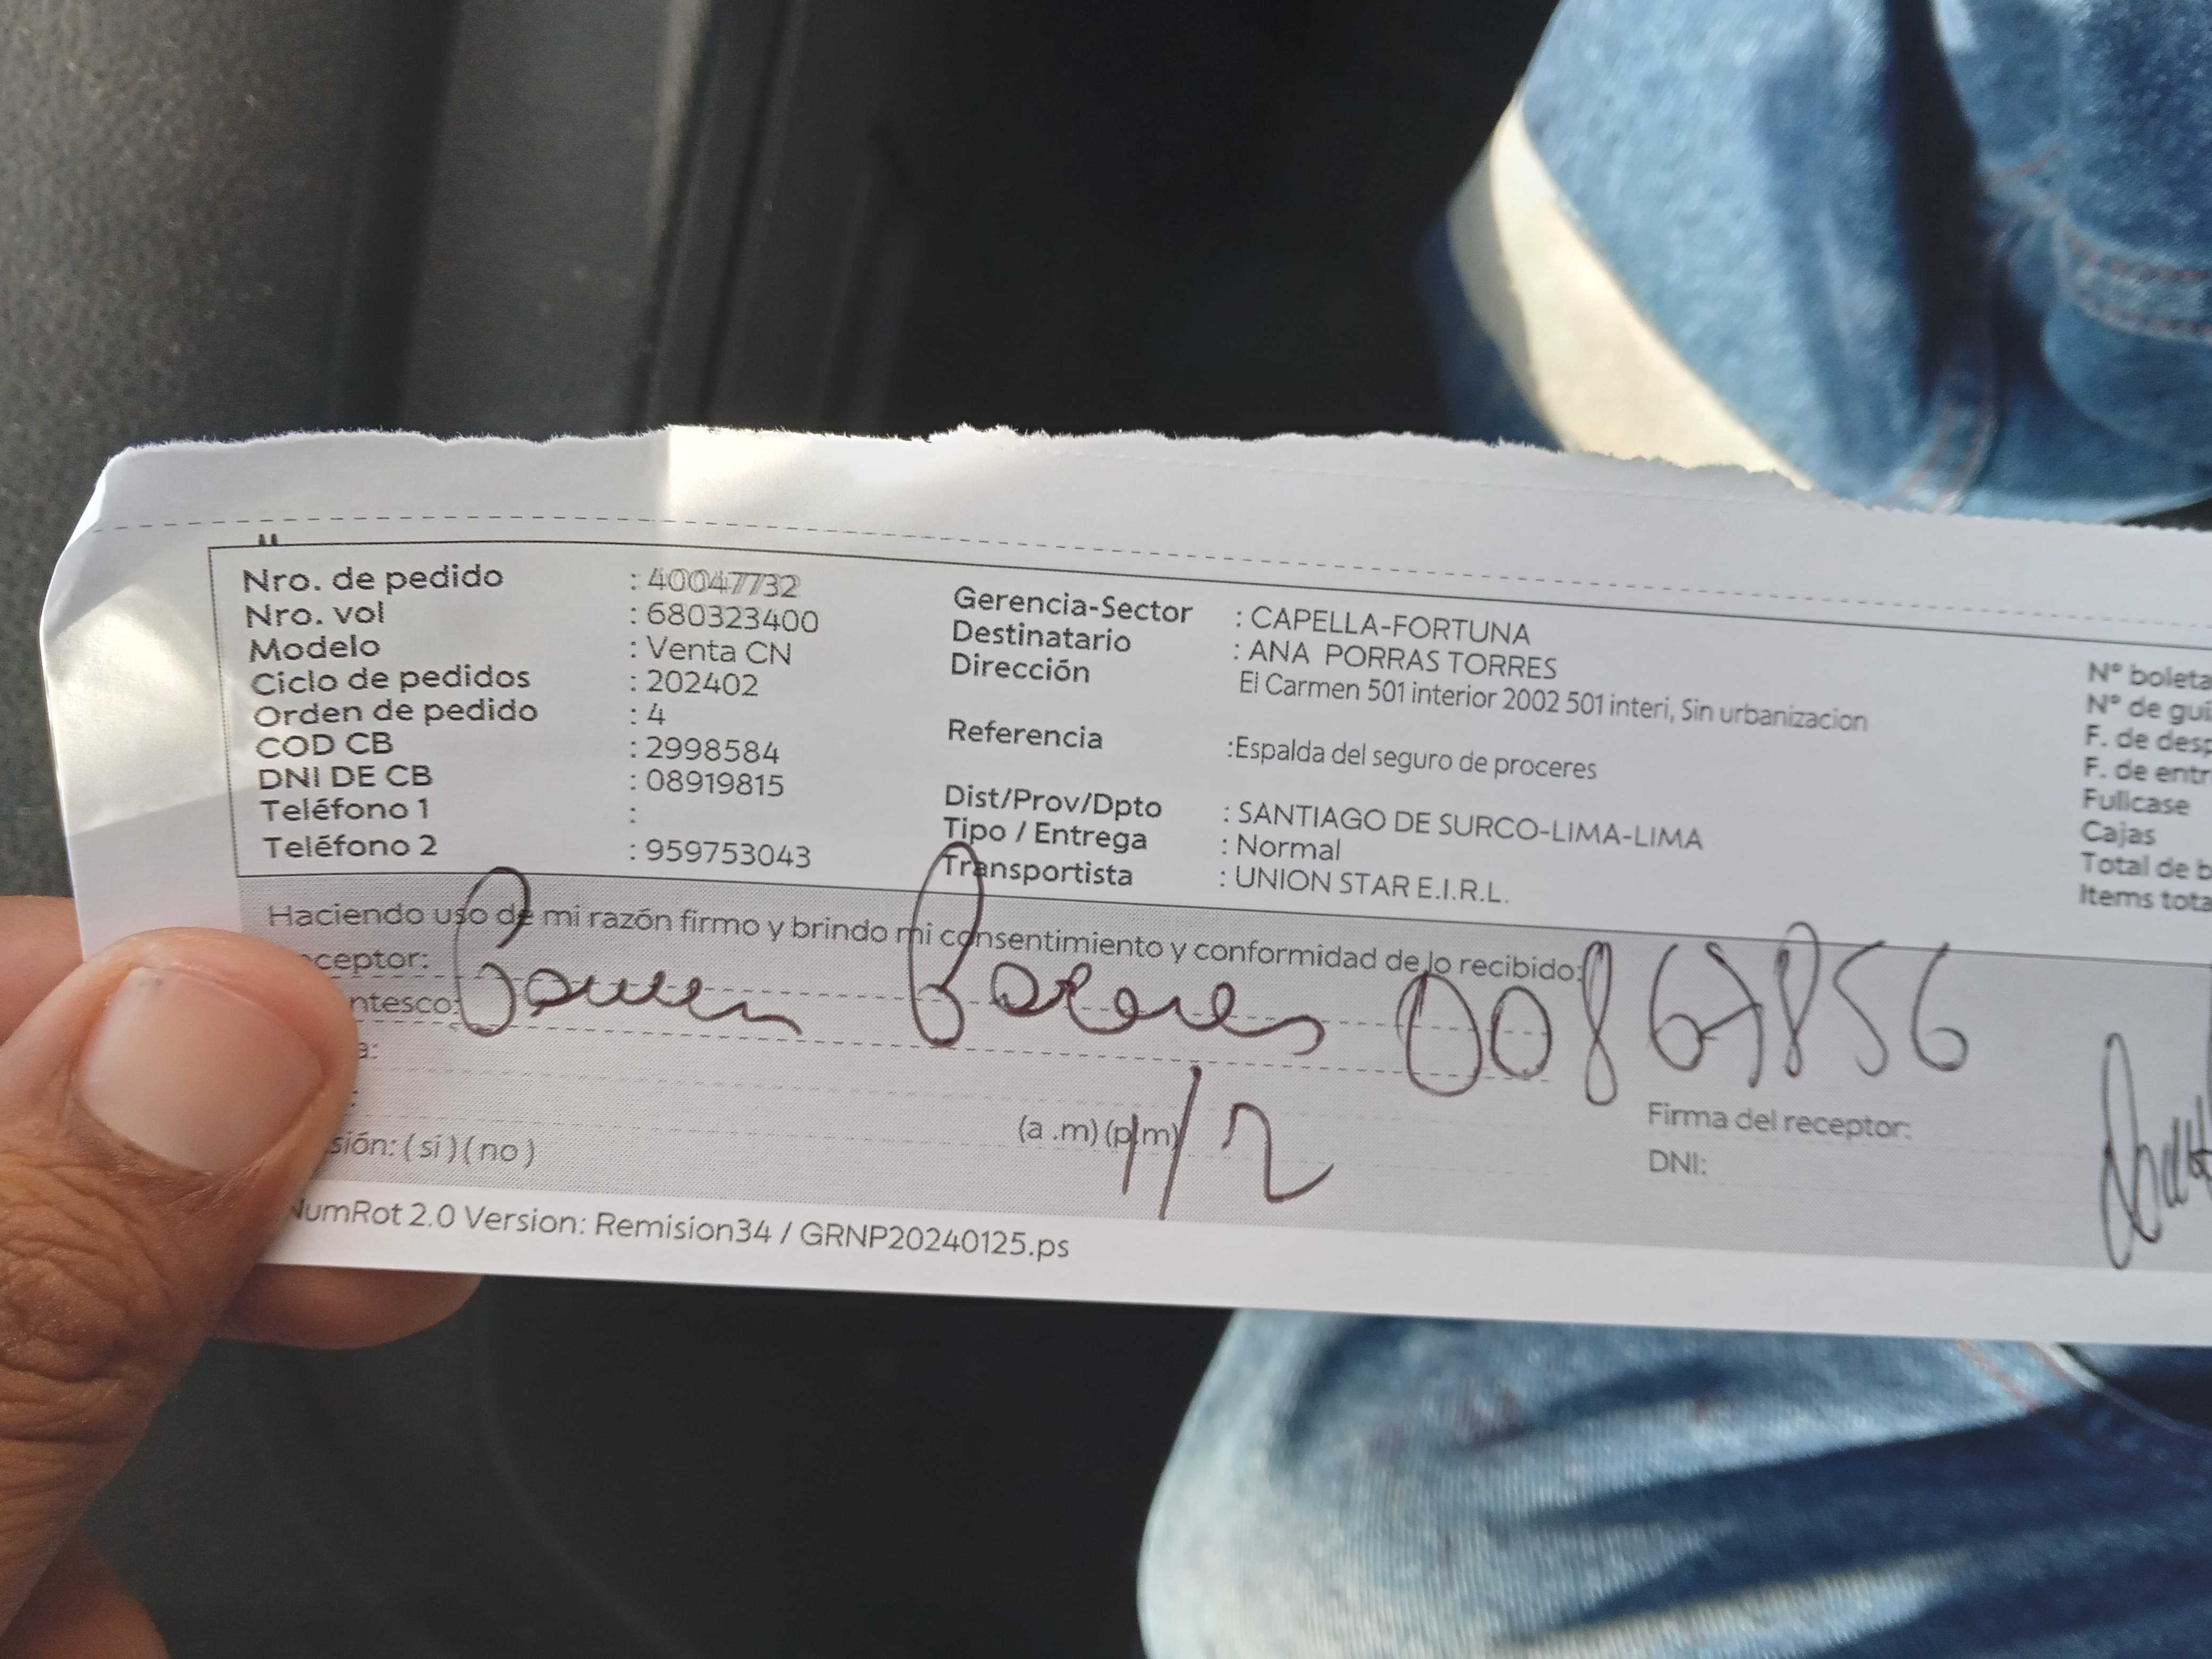 Nro. de pedido : 40047732
Nro. vol : 680323400
Modelo : Venta CN
Ciclo de pedidos : 202402
Orden de pedido : 4
COD CB : 2998584
DNI DE CB : 08919815
Teléfono 1 :
Teléfono 2 : 959753043
Gerencia-Sector : CAPELLA-FORTUNA
Destinatario : ANA PORRAS TORRES
Dirección El Carmen 501 interior 2002 501 interi, Sin urbanizacion
Referencia :Espalda del seguro de proceres
Dist/Prov/Dpto : SANTIAGO DE SURCO-LIMA-LIMA
Tipo / Entrega : Normal
Transportista : UNION STAR E.I.R.L.
N° boleta
N° de guí
F. de desp
F. de entr
Fullcase
Cajas
Total de b
Items tota
Haciendo uso de mi razón firmo y brindo mi consentimiento y conformidad de lo recibido:
ceptor:
ntesco:
00867856
a:
:
(a .m) (p.m) 1/2
sión: ( si ) ( no )
Firma del receptor:
DNI:
NumRot 2.0 Version: Remision34 / GRNP20240125.ps